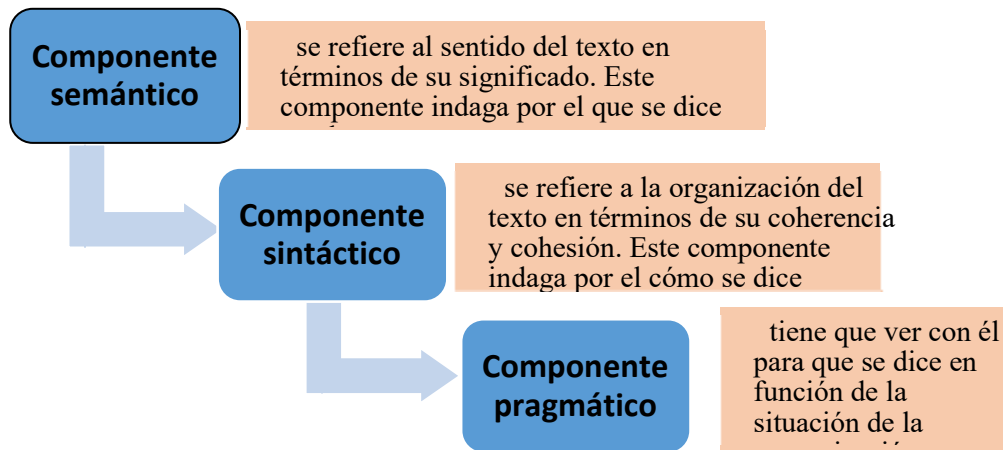 Componente
semántico
se refiere al sentido del texto en
términos de su significado. Este
componente indaga por el que se dice
Componente
sintáctico
se refiere a la organización del
texto en términos de su coherencia
y cohesión. Este componente
indaga por el cómo se dice
Componente
pragmático
tiene que ver con él
para que se dice en
función de la
situación de la